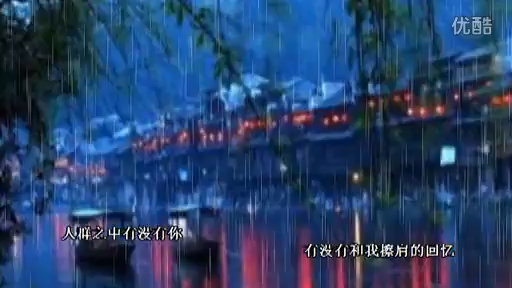 优酷
人群之中有没有你
有没有和我擦肩的回忆